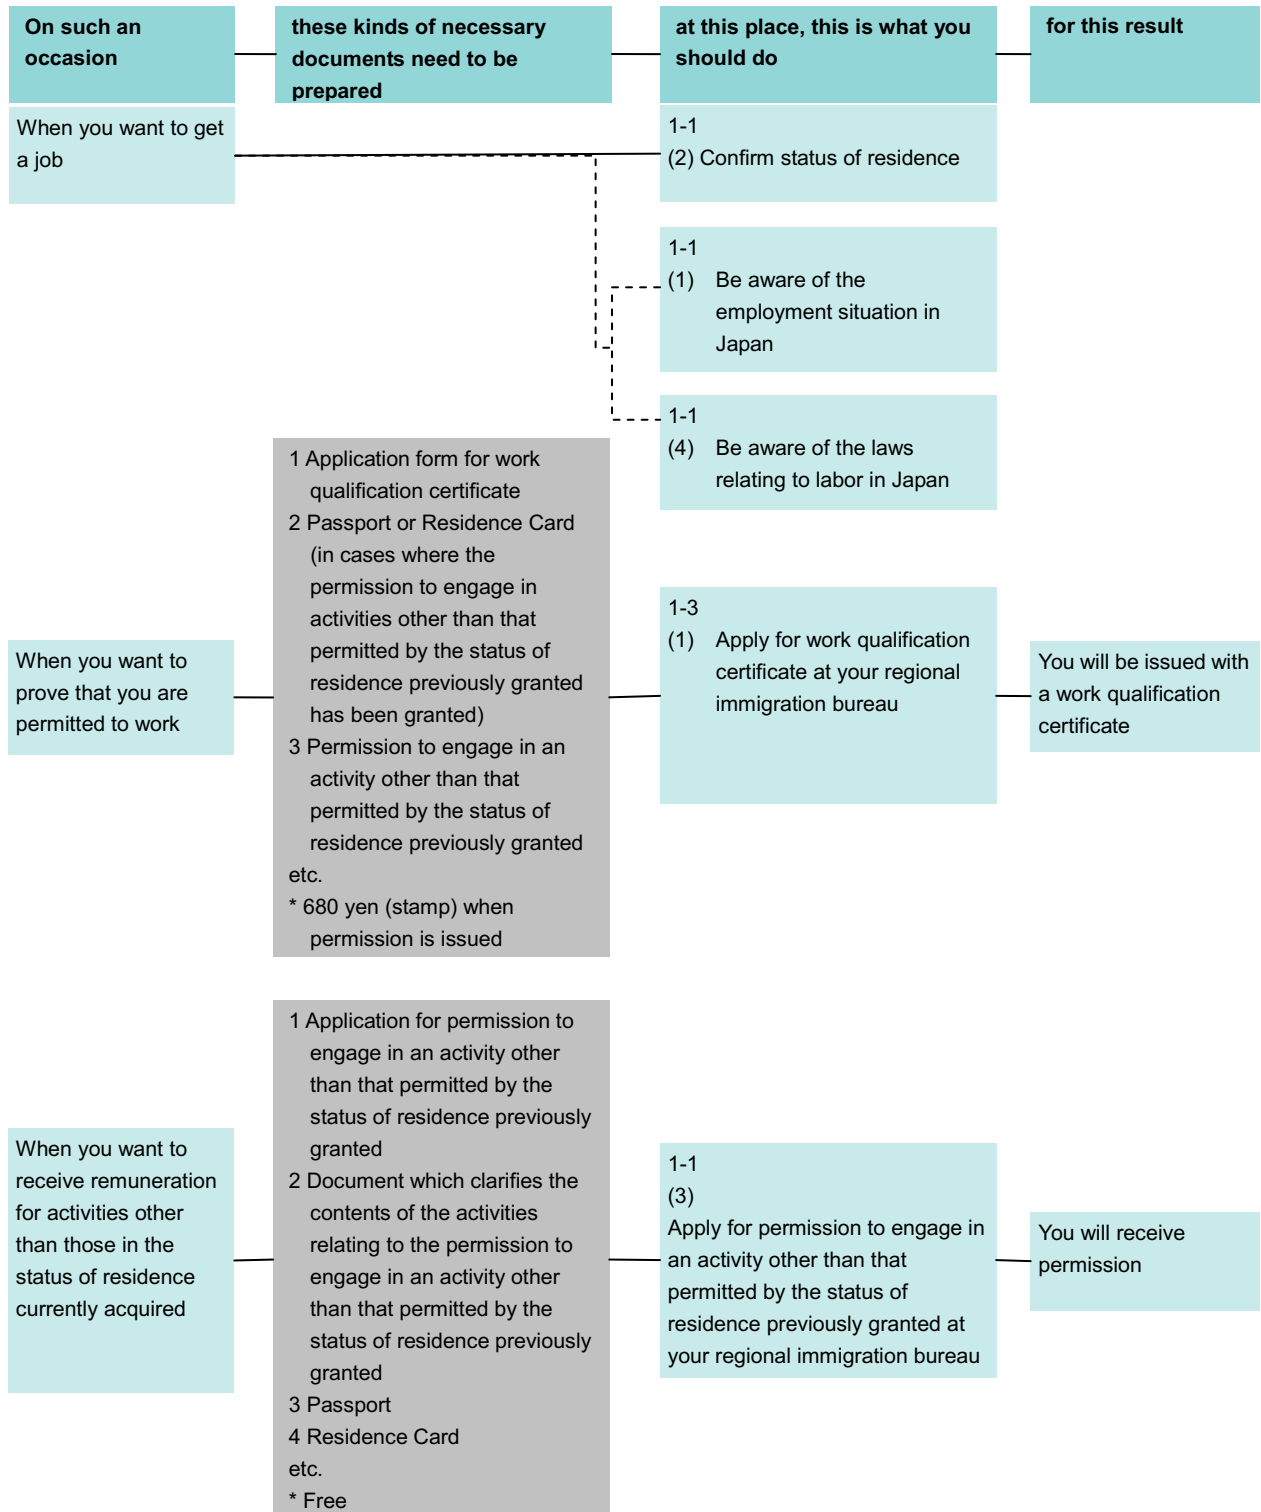 On such an
occasion
these kinds of necessary
documents need to be
prepared
at this place, this is what you
should do
for this result
When you want to get
a job
1-1
(2) Confirm status of residence
1-1
(1) Be aware of the
employment situation in
Japan
1-1
(4) Be aware of the laws
relating to labor in Japan
When you want to
prove that you are
permitted to work
1 Application form for work
qualification certificate
2 Passport or Residence Card
(in cases where the
permission to engage in
activities other than that
permitted by the status of
residence previously granted
has been granted)
3 Permission to engage in an
activity other than that
permitted by the status of
residence previously granted
etc.
* 680 yen (stamp) when
permission is issued
1-3
(1) Apply for work qualification
certificate at your regional
immigration bureau
You will be issued with
a work qualification
certificate
When you want to
receive remuneration
for activities other
than those in the
status of residence
currently acquired
1 Application for permission to
engage in an activity other
than that permitted by the
status of residence previously
granted
2 Document which clarifies the
contents of the activities
relating to the permission to
engage in an activity other
than that permitted by the
status of residence previously
granted
3 Passport
4 Residence Card
etc.
* Free
1-1
(3)
Apply for permission to engage in
an activity other than that
permitted by the status of
residence previously granted at
your regional immigration bureau
You will receive
permission